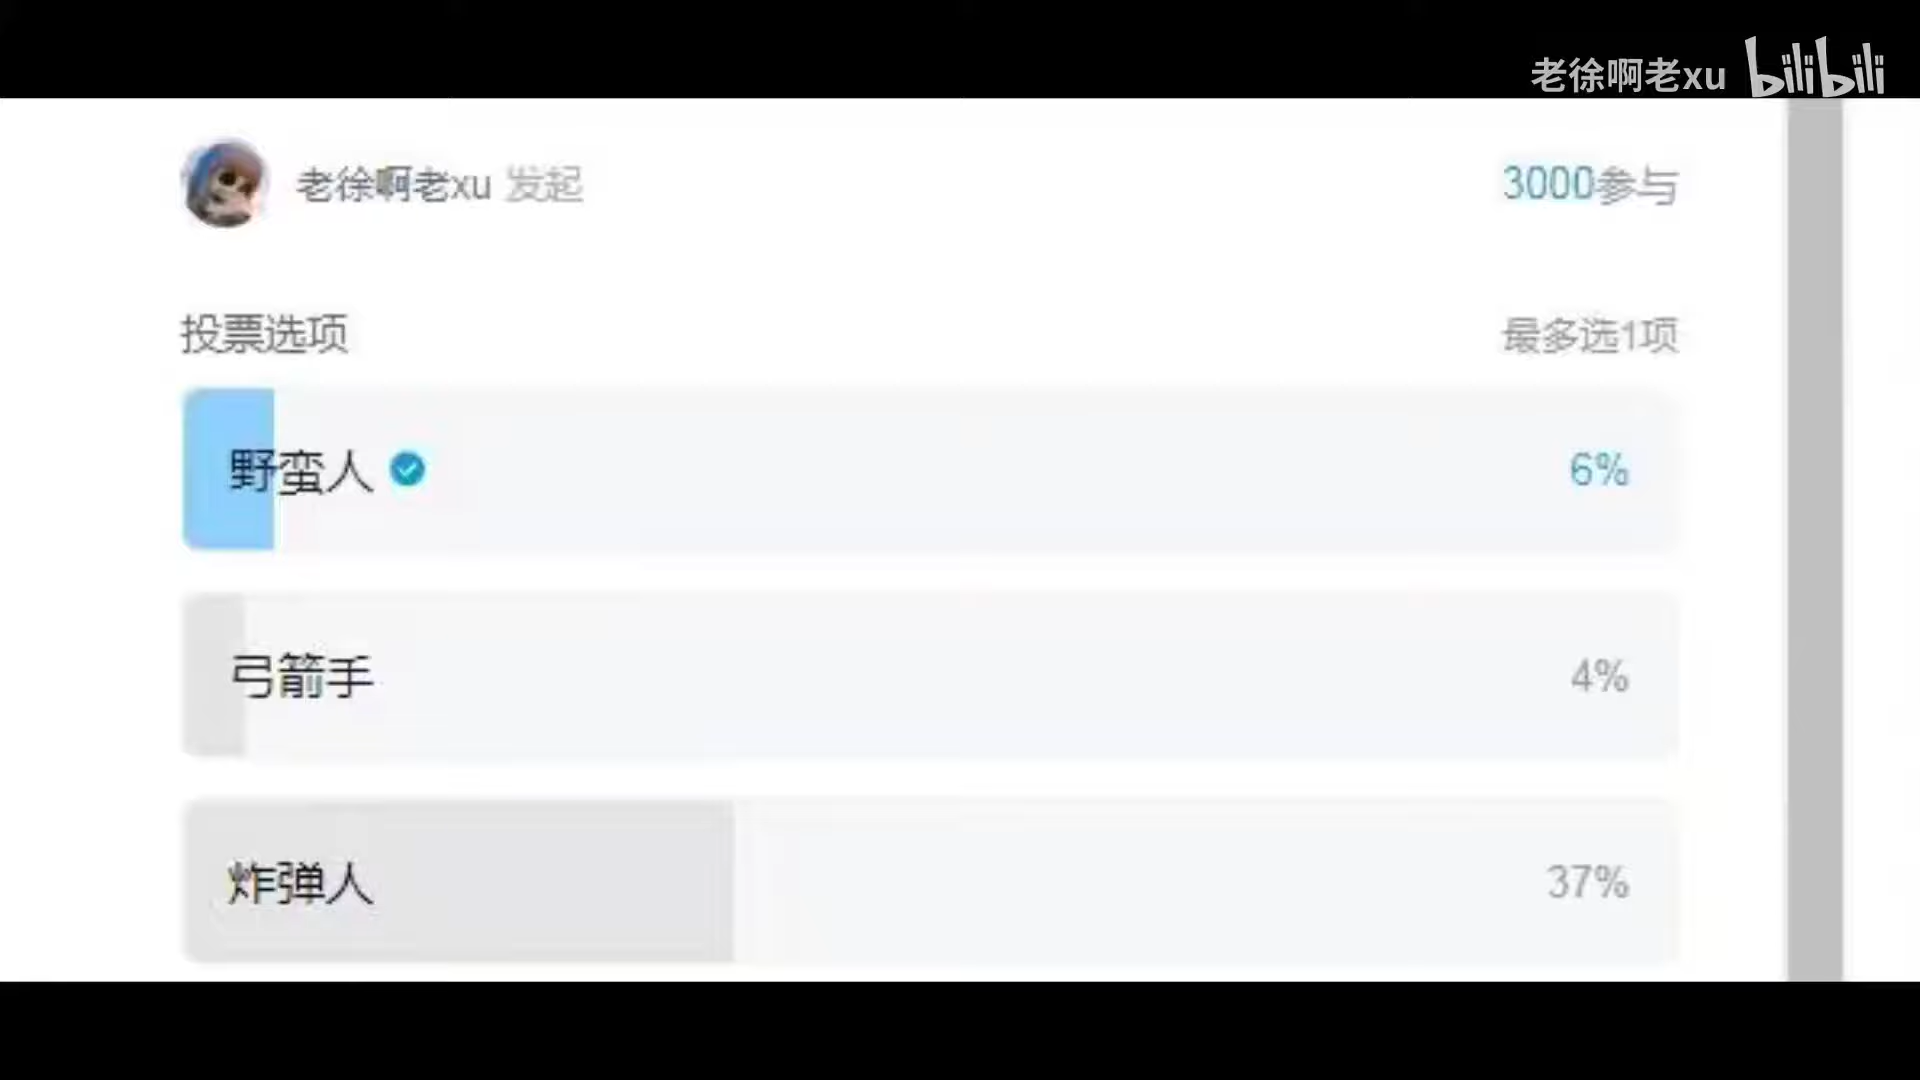 老徐啊老xu bilibili
老徐啊老xu 发起 3000参与
投票选项 最多选1项
野蛮人 6%
弓箭手 4%
炸弹人 37%